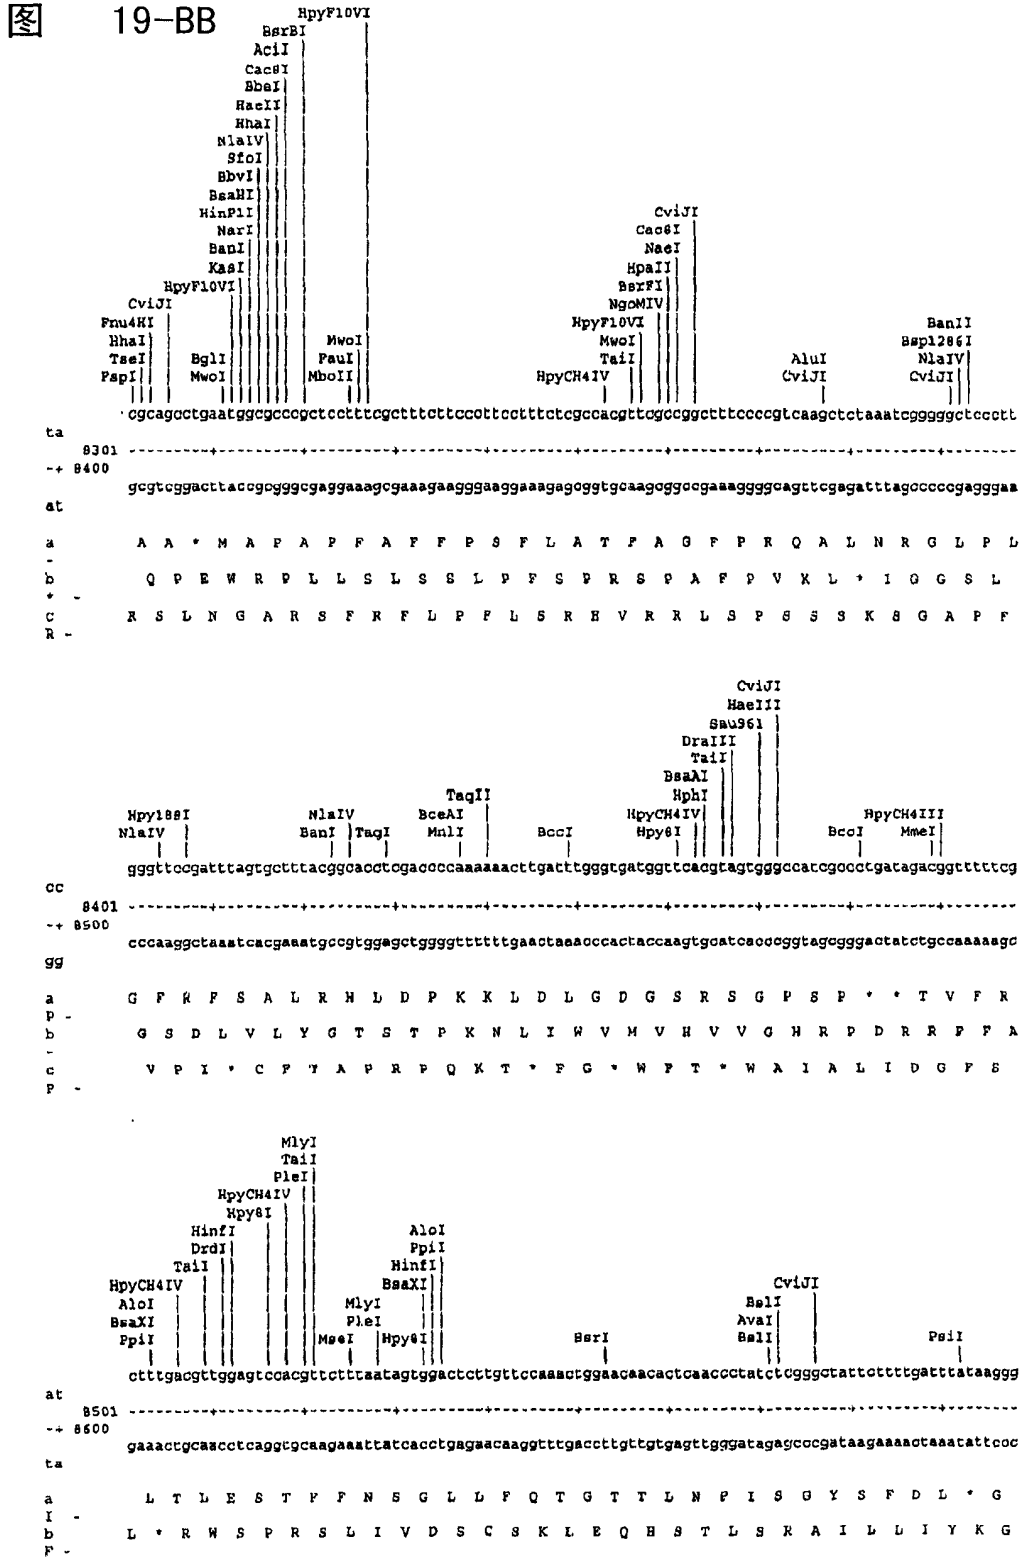 图 19-BB
HpyF10VI
BsrBI
AciI
Cac8I
BbeI
HaeII
HhaI
NlaIV
SfoI
BbvI
BsaHI
HinP1I
NarI
BanI
KasI
HpyF10VI
CviJI
Fnu4HI
HhaI
TseI
FspI
BglI
MwoI
MwoI
PauI
MboII
CviJI
Cac8I
NaeI
HpaII
BsrFI
NgoMIV
HpyF10VI
MwoI
TaiI
HpyCH4IV
AluI
CviJI
BanII
Bsp1286I
NlaIV
CviJI
cgcagcctgaatggcgcccgctcctttcgctttcttcccttcctttctcgccacgttcgccggctttccccgtcaagctctaaatcgggggctccctt
ta
8301 ---------+---------+---------+---------+---------+---------+---------+---------+---------+--------
-+ 8400
gcgtcggacttaccgcgggcgaggaaagcgaaagaagggaaggaaagagcggtgcaagcggccgaaaggggcagttcgagatttagcccccgagggaa
at
a A A * M A P A P F A F F P S F L A T F A G F P R Q A L N R G L P L
-
b Q P E W R P L L S L S S L P F S P R S P A F P V K L * I G G S L
* -
c R S L N G A R S F R F L P F L S R H V R R L S P S S S K S G A P F
R -
CviJI
HaeIII
Sau96I
DraIII
TaiI
BsaAI
HphI
HpyCH4IV
Hpy8I
Hpy188I
NlaIV
NlaIV
BanI
TaqI
TaqII
BceAI
MnlI
BccI
BccI
HpyCH4III
MmeI
gggttccgatttagtgctttacggcacctcgaccccaaaaaacttgatttgggtgatggttcacgtagtgggccatcgccctgatagacggtttttcg
cc
8401 ---------+---------+---------+---------+---------+---------+---------+---------+---------+--------
-+ 8500
cccaaggctaaatcacgaaatgccgtggagctggggttttttgaactaaacccactaccaagtgcatcacccggtagcgggactatctgccaaaaagc
gg
a G F R F S A L R H L D P K K L D L G D G S R S G P S P * * T V F R
P -
b G S D L V L Y G T S T P K N L I W V M V H V V G H R P D R R F F A
-
c V P I * C F T A P R P Q K T * F G * W F T * W A I A L I D G F S
P -
MlyI
TaiI
PleI
HpyCH4IV
Hpy8I
HinfI
DrdI
TaiI
HpyCH4IV
AloI
BsaXI
PpiI
MlyI
PleI
MseI
AloI
PpiI
HinfI
BsaXI
Hpy8I
BsrI
CviJI
BslI
AvaI
BslI
PsiI
ctttgacgttggagtccacgttctttaatagtggactcttgttccaaactggaacaacactcaaccctatctcgggctattcttttgatttataaggg
at
8501 ---------+---------+---------+---------+---------+---------+---------+---------+---------+--------
-+ 8600
gaaactgcaacctcaggtgcaagaaattatcacctgagaacaaggtttgaccttgttgtgagttgggatagagcccgataagaaaactaaatattccc
ta
a L T L E S T F F N S G L L F Q T G T T L N P I S G Y S F D L * G
I -
b L * R W S P R S L I V D S C S K L E Q H S T L S R A I L L I Y K G
F -